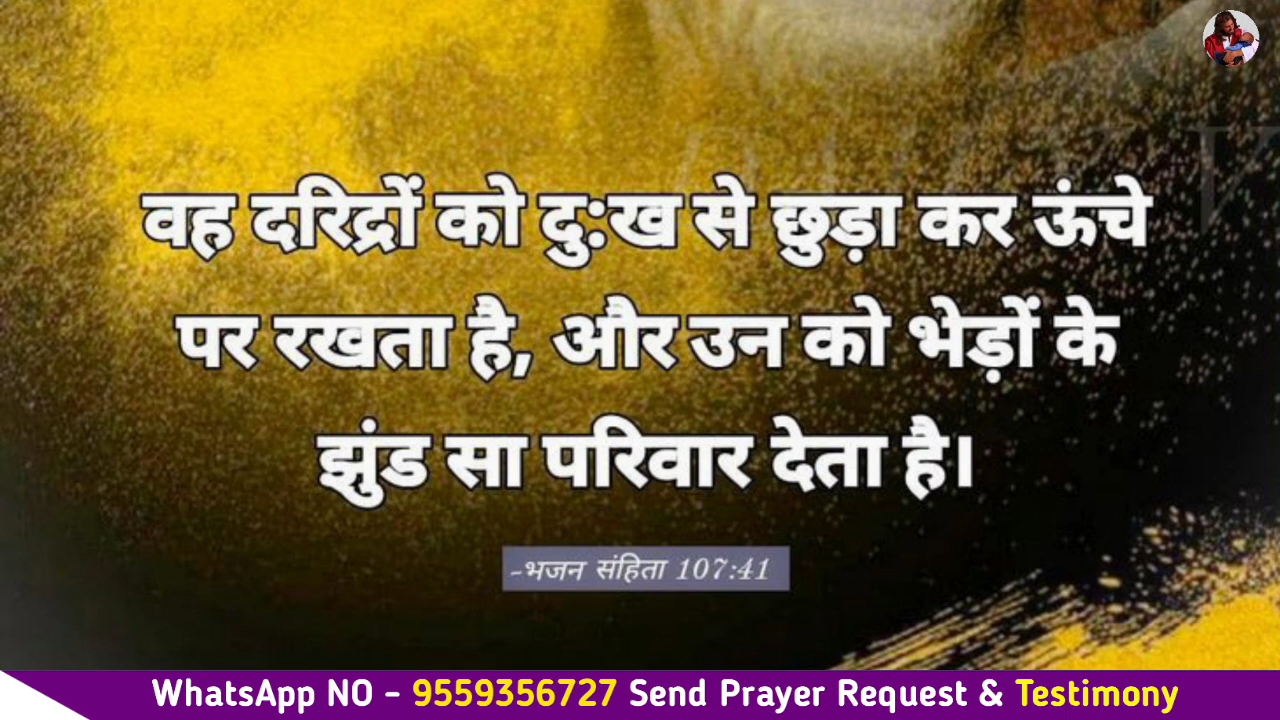 वह दरिद्रों को दु:ख से छुड़ा कर ऊंचे
पर रखता है, और उन को भेड़ों के
झुंड सा परिवार देता है।
-भजन संहिता 107:41
WhatsApp NO - 9559356727 Send Prayer Request & Testimony